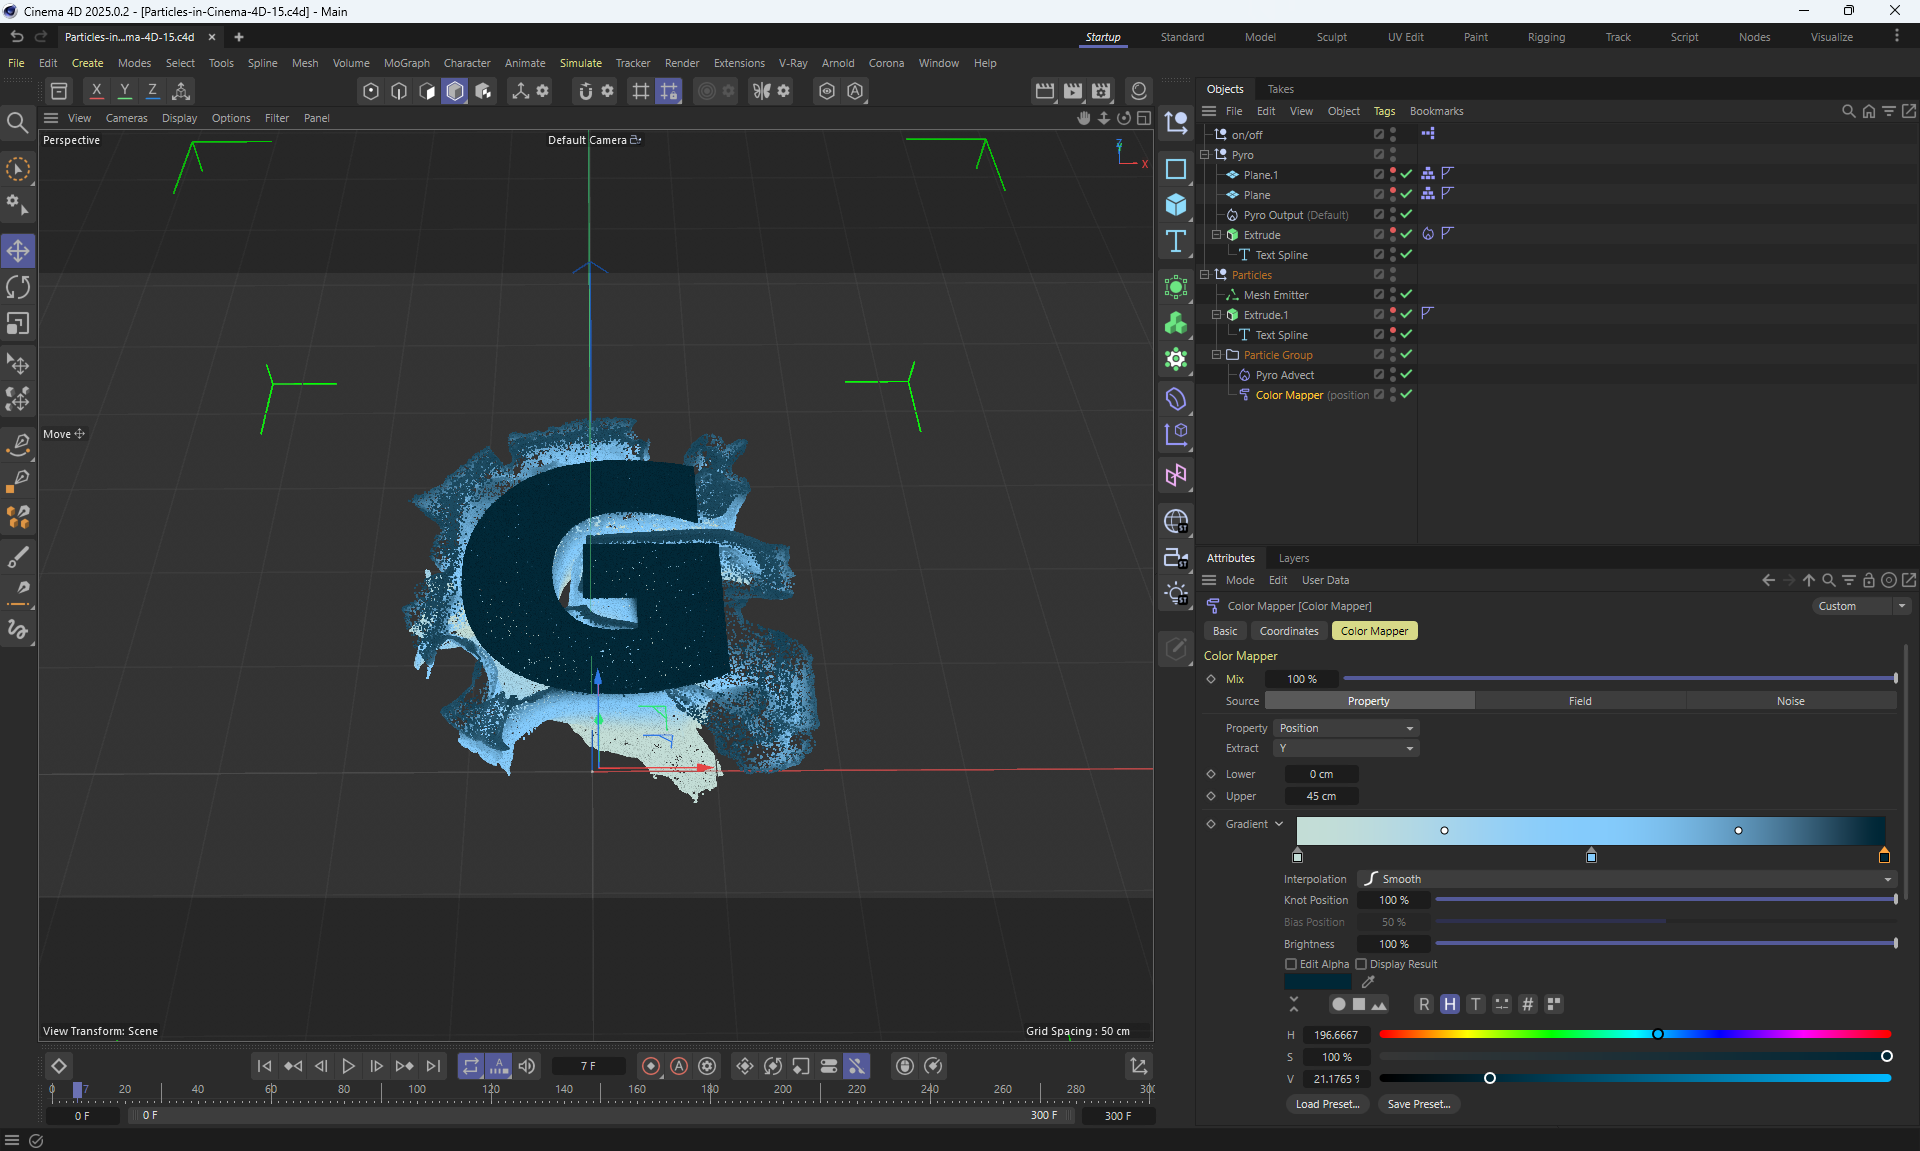 Cinema 4D 2025.0.2 - [Particles-in-Cinema-4D-15.c4d] - Main
Particles-in...ma-4D-15.c4d
Startup Standard Model Sculpt UV Edit Paint Rigging Track Script Nodes Visualize
File Edit Create Modes Select Tools Spline Mesh Volume MoGraph Character Animate Simulate Tracker Render Extensions V-Ray Arnold Corona Window Help
X Y Z
View Cameras Display Options Filter Panel
Perspective
Default Camera
Y
X
Move
View Transform: Scene
Grid Spacing : 50 cm
Objects Takes
File Edit View Object Tags Bookmarks
on/off
Pyro
Plane.1
Plane
Pyro Output (Default)
Extrude
Text Spline
Particles
Mesh Emitter
Extrude.1
Text Spline
Particle Group
Pyro Advect
Color Mapper (position
Attributes Layers
Mode Edit User Data
Color Mapper [Color Mapper]
Custom
Basic Coordinates Color Mapper
Color Mapper
Mix 100 %
Source Property Field Noise
Property Position
Extract Y
Lower 0 cm
Upper 45 cm
Gradient
Interpolation Smooth
Knot Position 100 %
Bias Position 50 %
Brightness 100 %
Edit Alpha Display Result
R H T #
H 196.6667
S 100 %
V 21.1765 %
Load Preset... Save Preset...
7 F
0 7 20 40 60 80 100 120 140 160 180 200 220 240 260 280 30
0 F 0 F 300 F 300 F